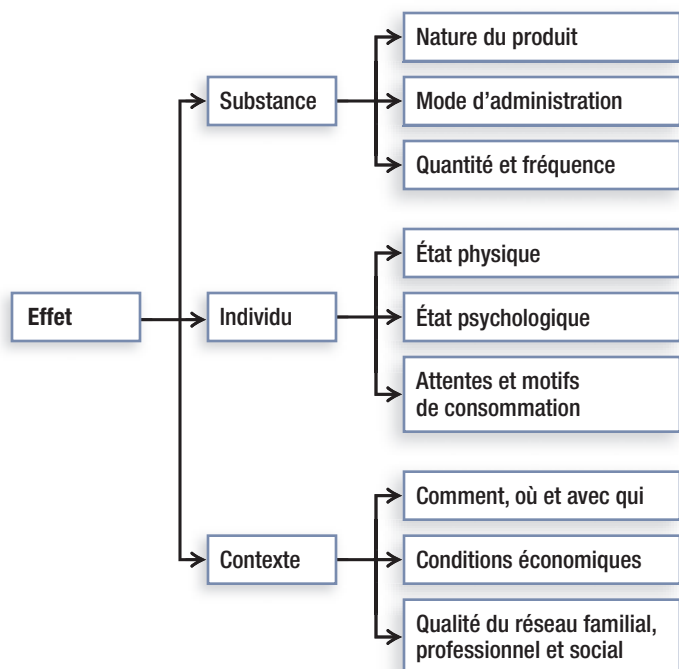 Effet
Substance
Nature du produit
Mode d’administration
Quantité et fréquence
Individu
État physique
État psychologique
Attentes et motifs
de consommation
Contexte
Comment, où et avec qui
Conditions économiques
Qualité du réseau familial,
professionnel et social